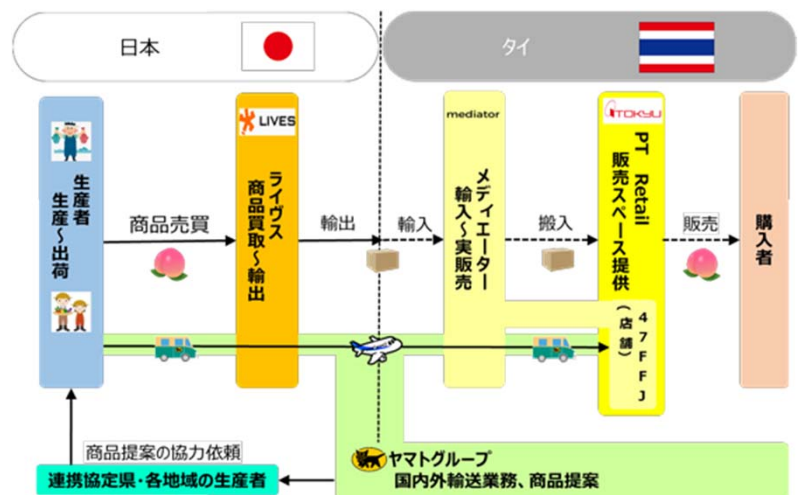 日本
タイ
LIVES
mediator
TOKYU
生産者
生産～出荷
商品売買
ライヴス
商品買取～輸出
輸出
輸入
メディエーター
輸入～実販売
搬入
PT Retail
販売スペース提供
47FFJ
(店舗)
販売
購入者
商品提案の協力依頼
連携協定県・各地域の生産者
ヤマトグループ
国内外輸送業務、商品提案